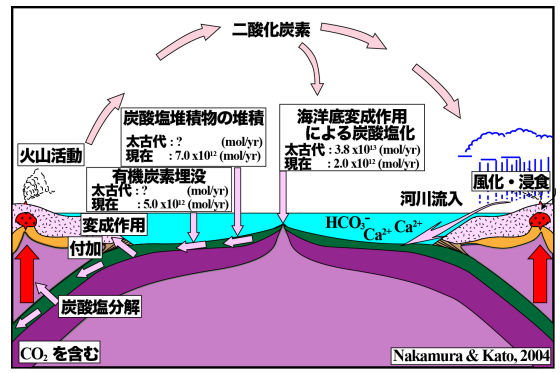 二酸化炭素
炭酸塩堆積物の堆積
太古代 : ? (mol/yr)
現在 : 7.0 x10¹² (mol/yr)
海洋底変成作用
による炭酸塩化
太古代 : 3.8 x10¹³ (mol/yr)
現在 : 2.0 x10¹² (mol/yr)
火山活動
有機炭素埋没
太古代 : ? (mol/yr)
現在 : 5.0 x10¹² (mol/yr)
風化・浸食
河川流入
変成作用
HCO₃⁻
Ca²⁺ Ca²⁺
付加
炭酸塩分解
CO₂ を含む
Nakamura & Kato, 2004